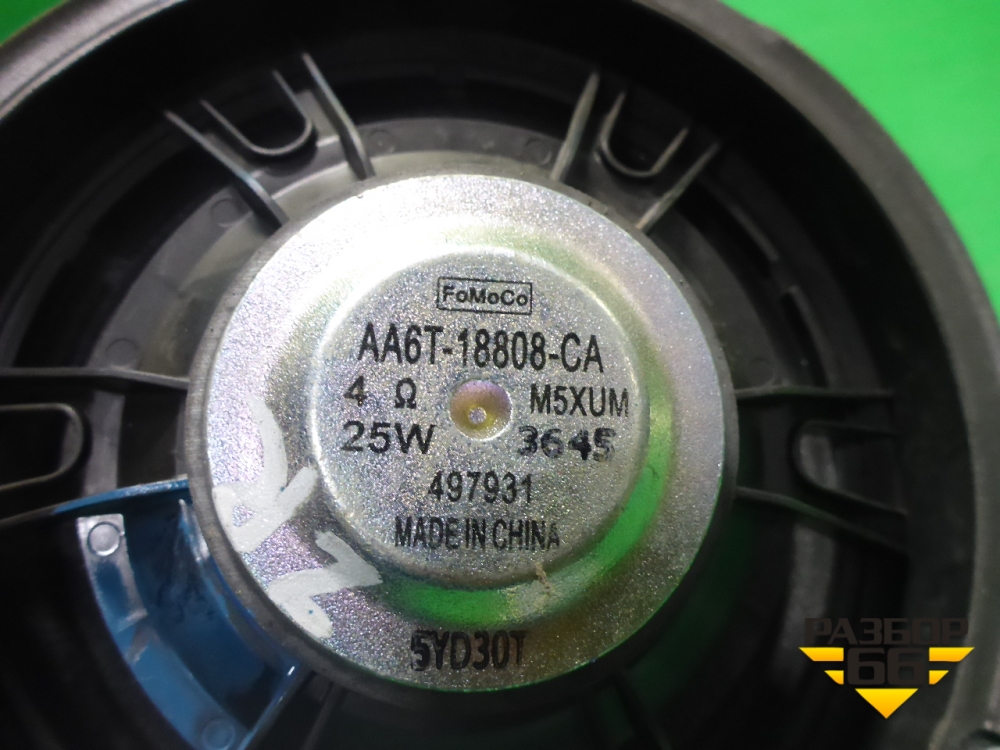 FoMoCo
AA6T-18808-CA
4 Ω M5XUM
25W 3645
497931
MADE IN CHINA
5YD30T
РАЗБОР
66